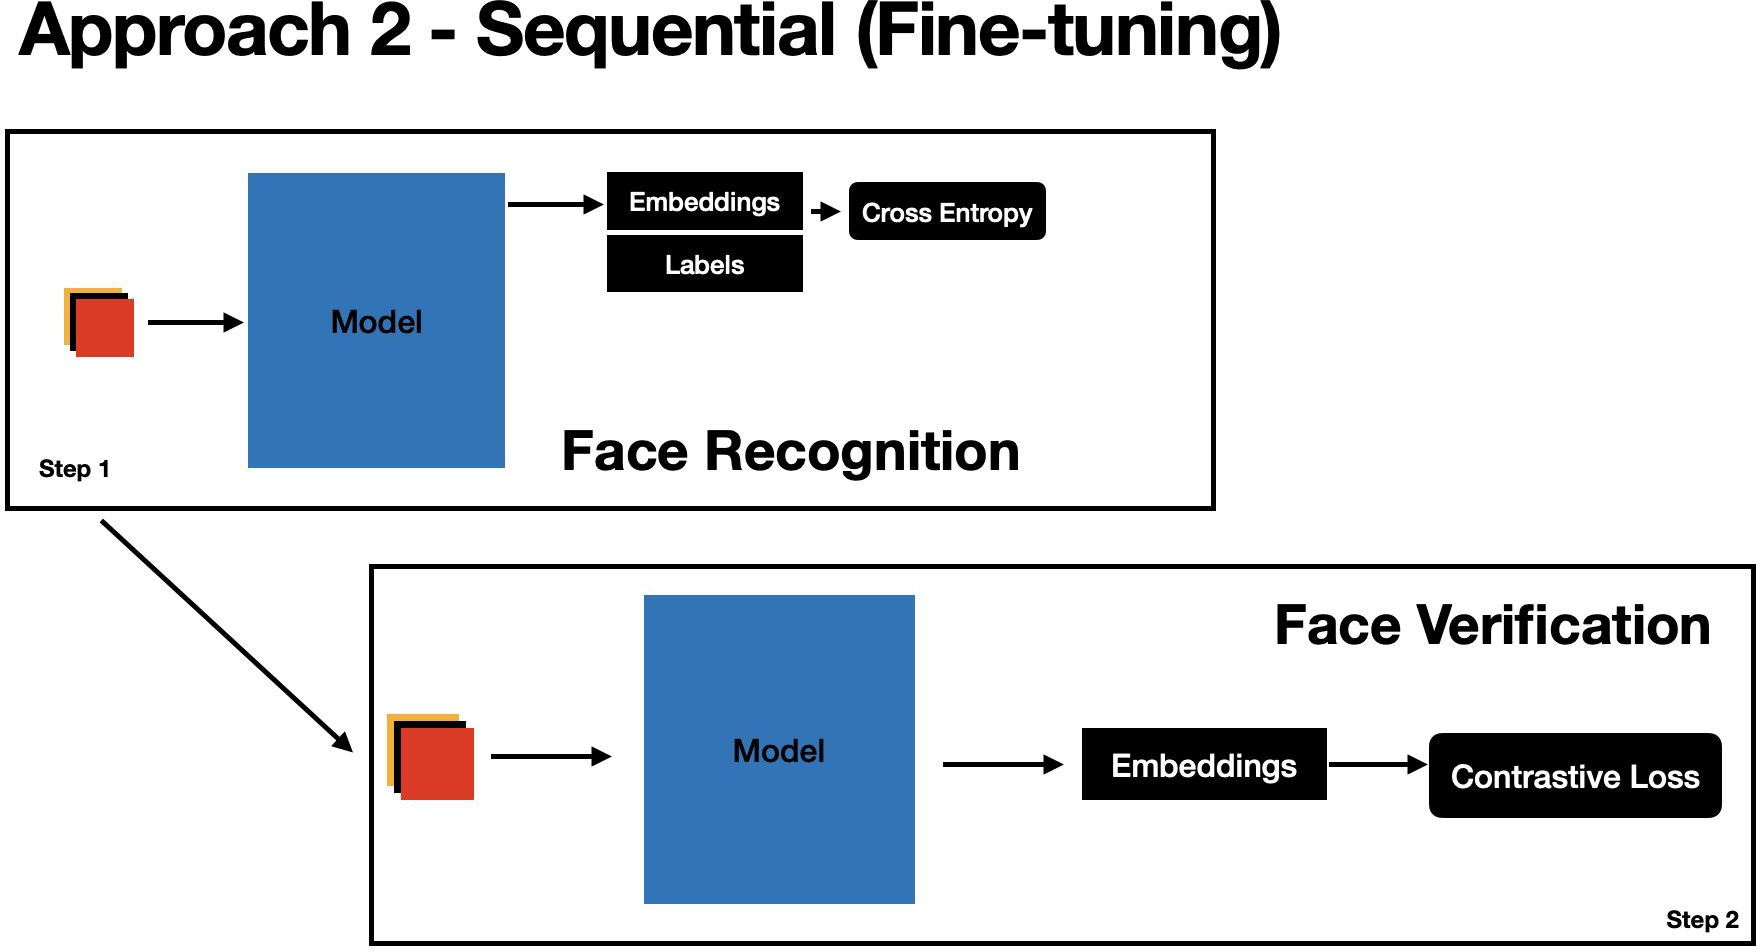 Approach 2 - Sequential (Fine-tuning)
Embeddings
Cross Entropy
Labels
Model
Face Recognition
Step 1
Face Verification
Model
Embeddings
Contrastive Loss
Step 2